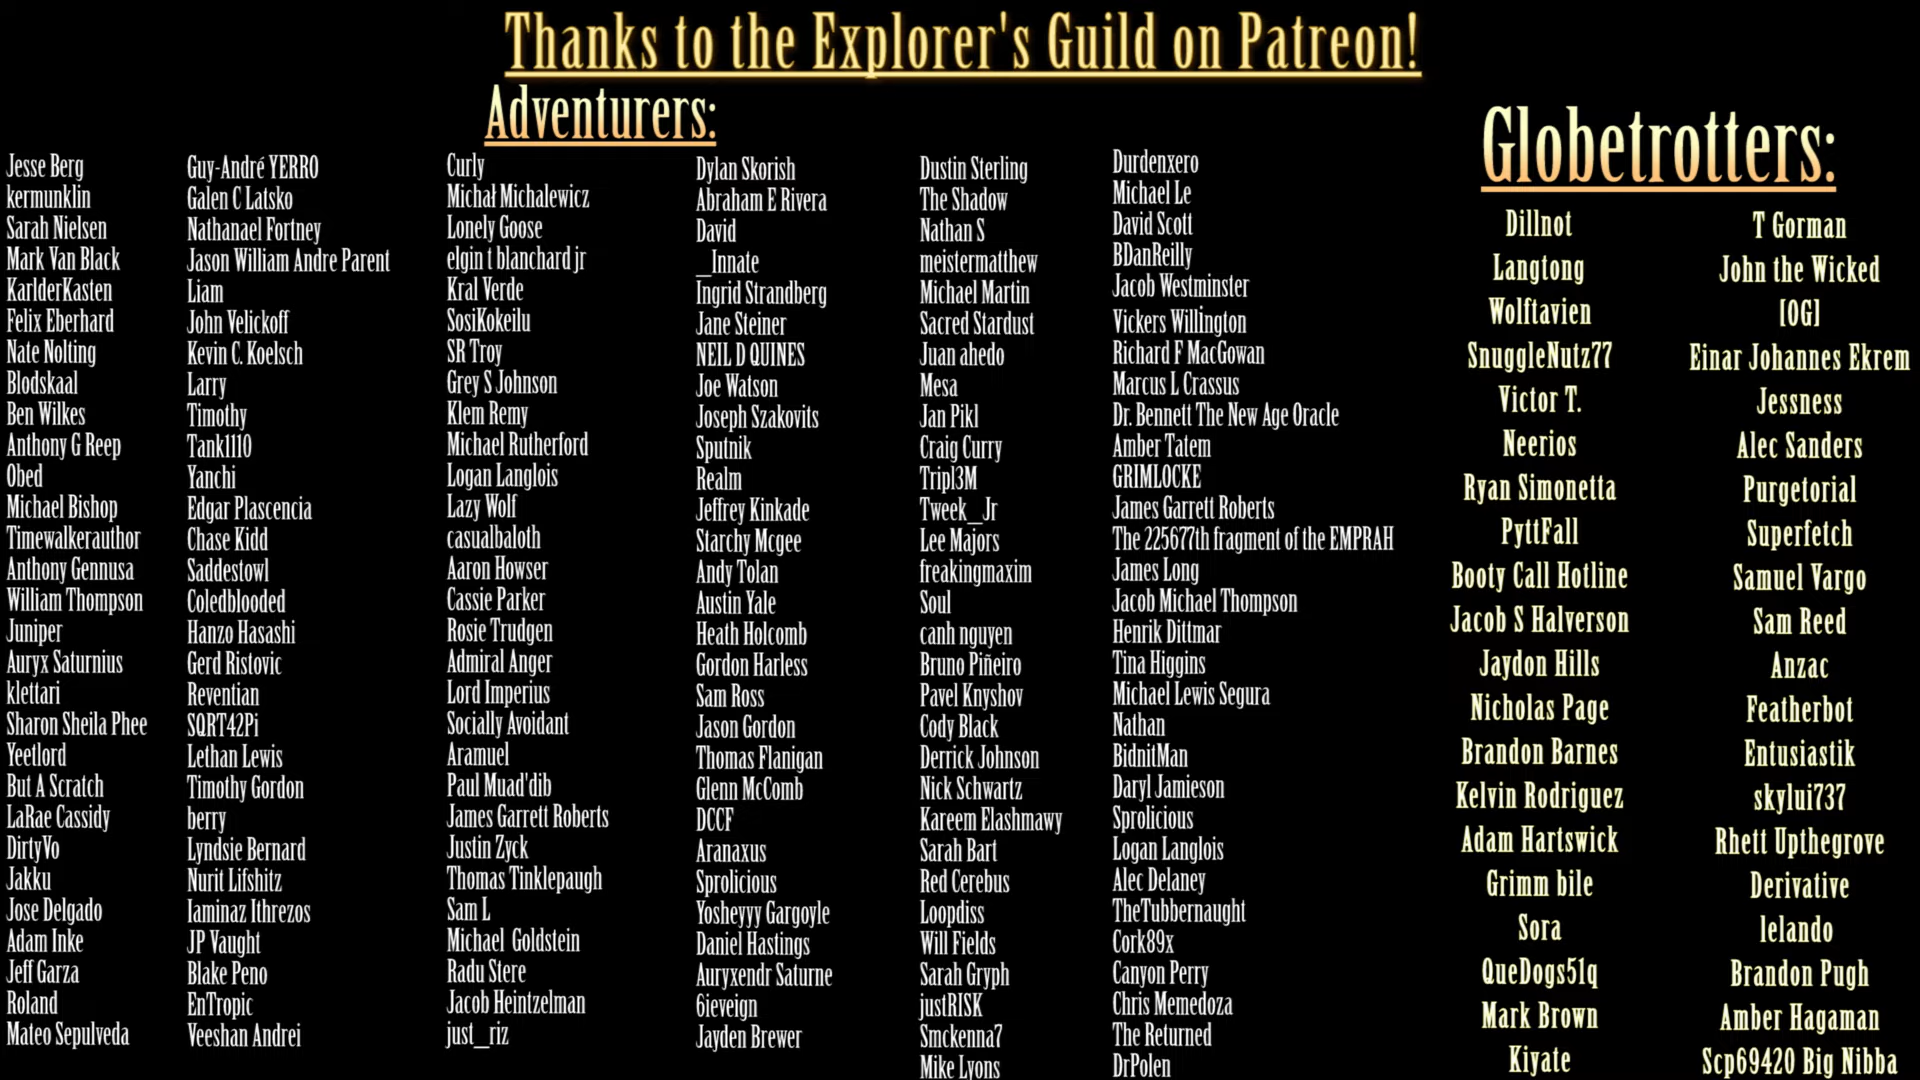 Thanks to the Explorer's Guild on Patreon!
Adventurers:
Jesse Berg
kermunklin
Sarah Nielsen
Mark Van Black
KarlderKasten
Felix Eberhard
Nate Nolting
Blodskaal
Ben Wilkes
Anthony G Reep
Obed
Michael Bishop
Timewalkerauthor
Anthony Gennusa
William Thompson
Juniper
Auryx Saturnius
klettari
Sharon Sheila Phee
Yeetlord
But A Scratch
LaRae Cassidy
DirtyVo
Jakku
Jose Delgado
Adam Inke
Jeff Garza
Roland
Mateo Sepulveda
Guy-André YERRO
Galen C Latsko
Nathanael Fortney
Jason William Andre Parent
Liam
John Velickoff
Kevin C. Koelsch
Larry
Timothy
Tank1110
Yanchi
Edgar Plascencia
Chase Kidd
Saddestowl
Coledblooded
Hanzo Hasashi
Gerd Ristovic
Reventian
SQRT42Pi
Lethan Lewis
Timothy Gordon
berry
Lyndsie Bernard
Nurit Lifshitz
Iaminaz Ithrezos
JP Vaught
Blake Peno
EnTropic
Veeshan Andrei
Curly
Michał Michalewicz
Lonely Goose
elgin t blanchard jr
Kral Verde
SosiKokeilu
SR Troy
Grey S Johnson
Klem Remy
Michael Rutherford
Logan Langlois
Lazy Wolf
casualbaloth
Aaron Howser
Cassie Parker
Rosie Trudgen
Admiral Anger
Lord Imperius
Socially Avoidant
Aramuel
Paul Muad'dib
James Garrett Roberts
Justin Zyck
Thomas Tinklepaugh
Sam L
Michael Goldstein
Radu Stere
Jacob Heintzelman
just_riz
Dylan Skorish
Abraham E Rivera
David
_Innate
Ingrid Strandberg
Jane Steiner
NEIL D QUINES
Joe Watson
Joseph Szakovits
Sputnik
Realm
Jeffrey Kinkade
Starchy Mcgee
Andy Tolan
Austin Yale
Heath Holcomb
Gordon Harless
Sam Ross
Jason Gordon
Thomas Flanigan
Glenn McComb
DCCF
Aranaxus
Sprolicious
Yosheyyy Gargoyle
Daniel Hastings
Auryxendr Saturne
6ieveign
Jayden Brewer
Dustin Sterling
The Shadow
Nathan S
meistermatthew
Michael Martin
Sacred Stardust
Juan ahedo
Mesa
Jan Pikl
Craig Curry
Tripl3M
Tweek_Jr
Lee Majors
freakingmaxim
Soul
canh nguyen
Bruno Piñeiro
Pavel Knyshov
Cody Black
Derrick Johnson
Nick Schwartz
Kareem Elashmawy
Sarah Bart
Red Cerebus
Loopdiss
Will Fields
Sarah Gryph
justRISK
Smckenna7
Mike Lyons
Durdenxero
Michael Le
David Scott
BDanReilly
Jacob Westminster
Vickers Willington
Richard F MacGowan
Marcus L Crassus
Dr. Bennett The New Age Oracle
Amber Tatem
GRIMLOCKE
James Garrett Roberts
The 225677th fragment of the EMPRAH
James Long
Jacob Michael Thompson
Henrik Dittmar
Tina Higgins
Michael Lewis Segura
Nathan
BidnitMan
Daryl Jamieson
Sprolicious
Logan Langlois
Alec Delaney
TheTubbernaught
Cork89x
Canyon Perry
Chris Memedoza
The Returned
DrPolen
Globetrotters:
Dillnot
Langtong
Wolftavien
SnuggleNutz77
Victor T.
Neerios
Ryan Simonetta
PyttFall
Booty Call Hotline
Jacob S Halverson
Jaydon Hills
Nicholas Page
Brandon Barnes
Kelvin Rodriguez
Adam Hartswick
Grimm bile
Sora
QueDogs51q
Mark Brown
Kiyate
T Gorman
John the Wicked
[OG]
Einar Johannes Ekrem
Jessness
Alec Sanders
Purgetorial
Superfetch
Samuel Vargo
Sam Reed
Anzac
Featherbot
Entusiastik
skylui737
Rhett Upthegrove
Derivative
lelando
Brandon Pugh
Amber Hagaman
Scp69420 Big Nibba